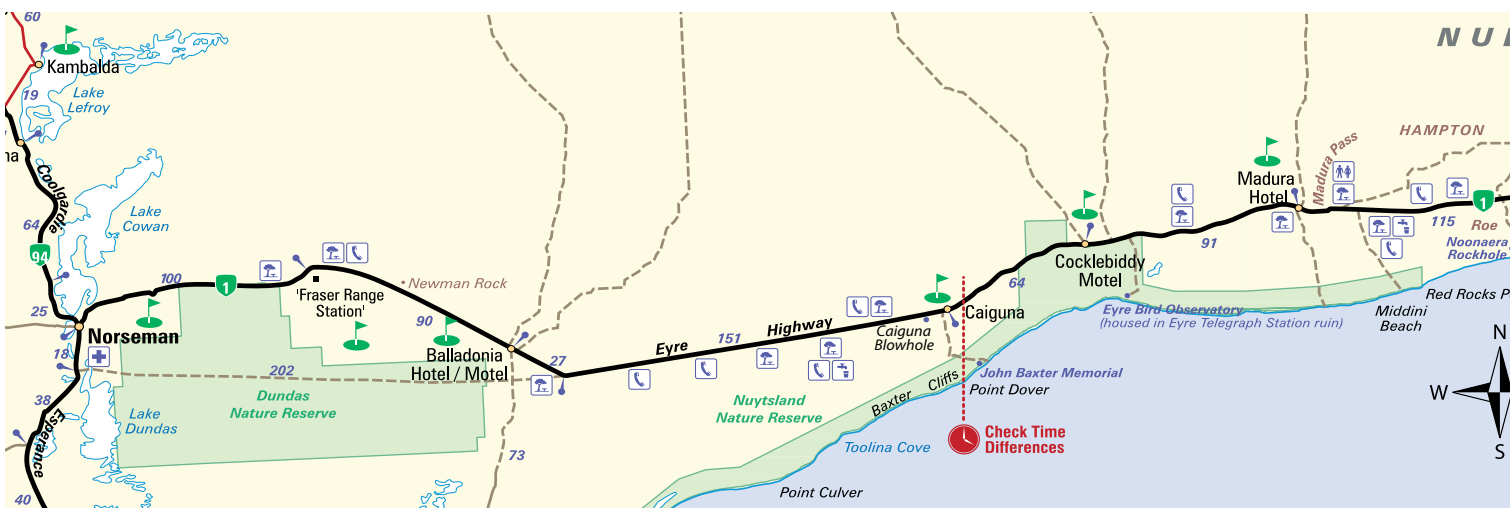 60
Kambalda
19
Lake
Lefroy
na
Coolgardie
64
94
Lake
Cowan
25
Norseman
18
38
Esperance
40
Lake
Dundas
100
1
'Fraser Range
Station'
Newman Rock
90
Balladonia
Hotel / Motel
202
Dundas
Nature Reserve
27
73
Eyre
151
Highway
Nuytsland
Nature Reserve
Caiguna
Caiguna
Blowhole
Baxter Cliffs
John Baxter Memorial
Point Dover
Toolina Cove
Point Culver
Check Time
Differences
64
Cocklebiddy
Motel
Eyre Bird Observatory
(housed in Eyre Telegraph Station ruin)
91
Madura
Hotel
Madura Pass
HAMPTON
NU
115
1
Roe
Noonaera
Rockhole
Red Rocks P
Middini
Beach
N
W
S